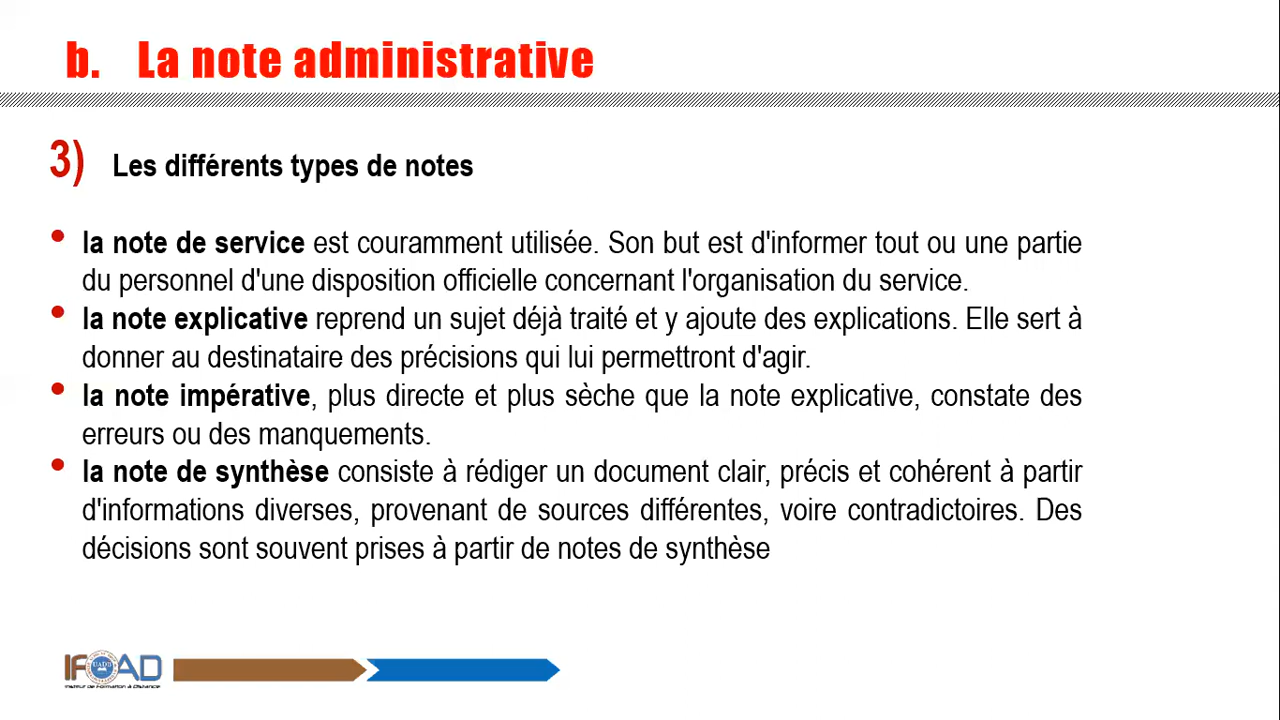 b. La note administrative
3) Les différents types de notes
• la note de service est couramment utilisée. Son but est d'informer tout ou une partie
du personnel d'une disposition officielle concernant l'organisation du service.
• la note explicative reprend un sujet déjà traité et y ajoute des explications. Elle sert à
donner au destinataire des précisions qui lui permettront d'agir.
• la note impérative, plus directe et plus sèche que la note explicative, constate des
erreurs ou des manquements.
• la note de synthèse consiste à rédiger un document clair, précis et cohérent à partir
d'informations diverses, provenant de sources différentes, voire contradictoires. Des
décisions sont souvent prises à partir de notes de synthèse
IFOAD
Institut de Formation à Distance